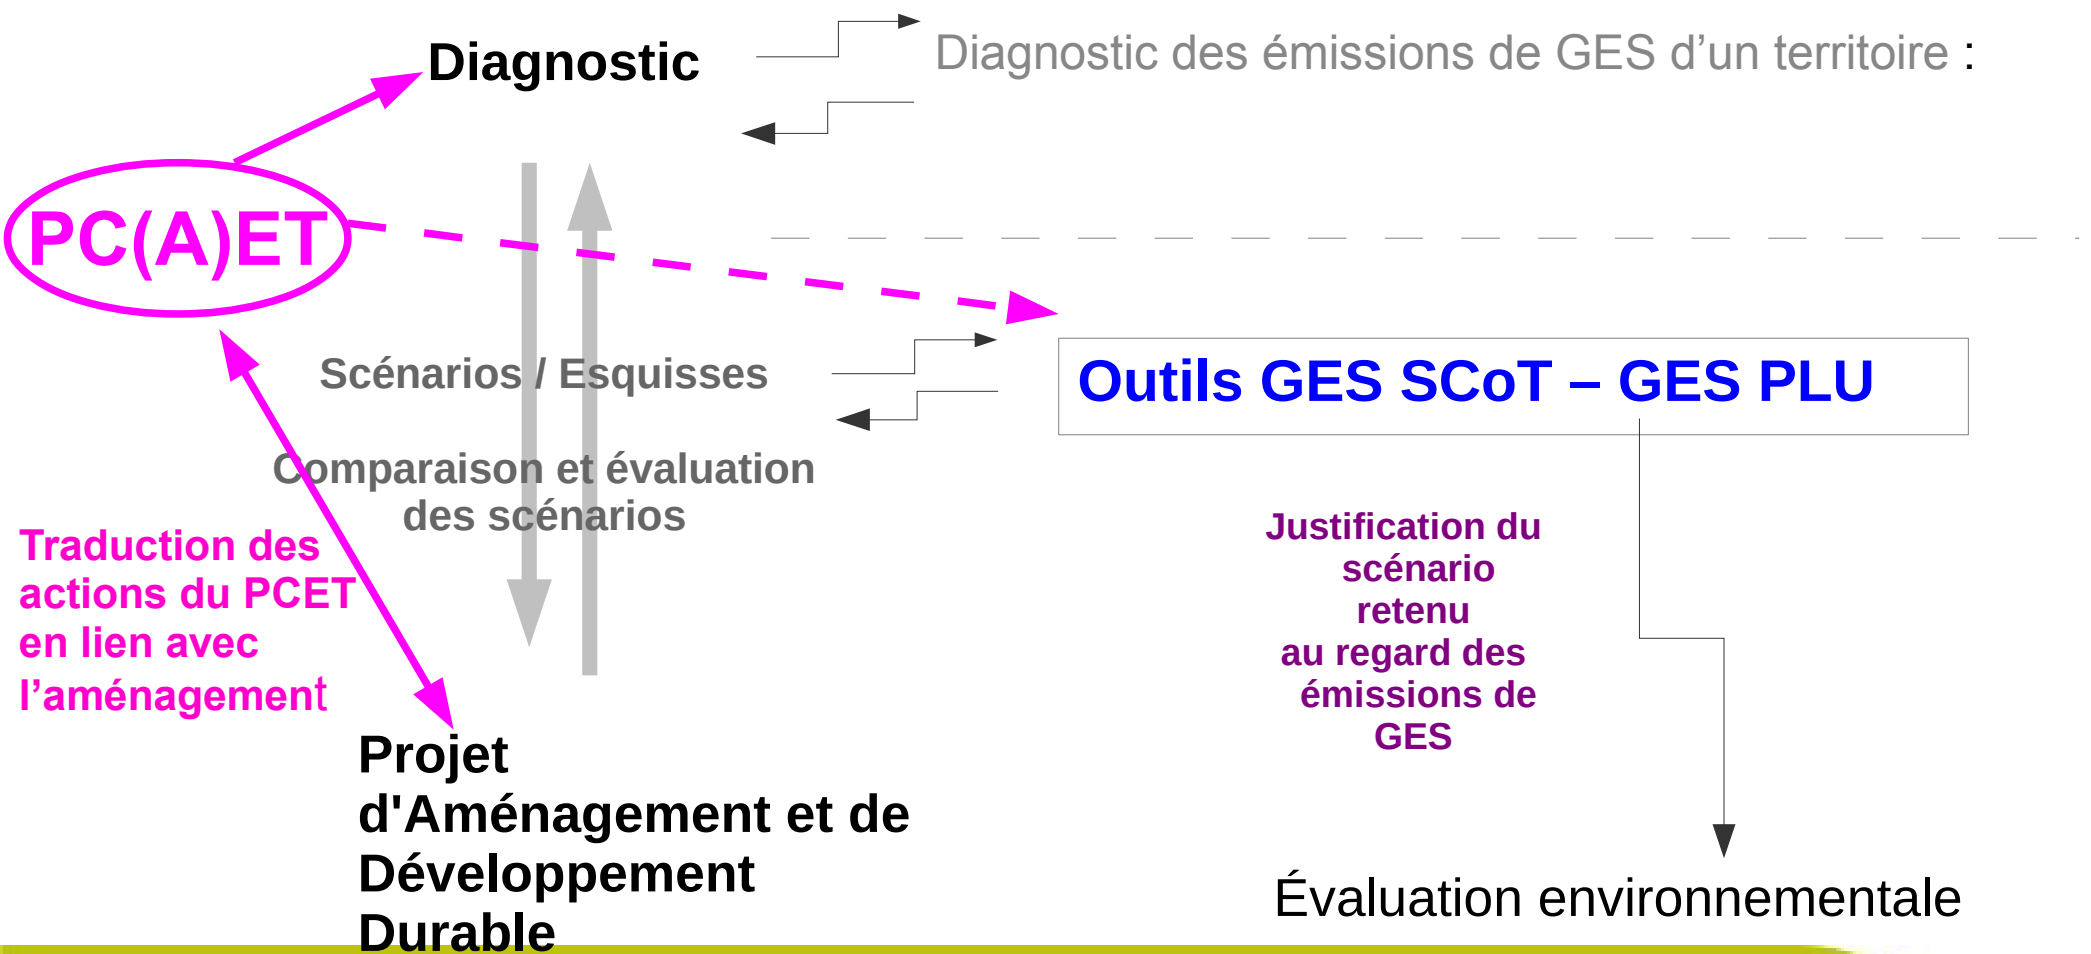 Diagnostic
Diagnostic des émissions de GES d’un territoire :
PC(A)ET
Scénarios / Esquisses
Outils GES SCoT – GES PLU
Comparaison et évaluation
des scénarios
Traduction des
actions du PCET
en lien avec
l’aménagement
Justification du
scénario
retenu
au regard des
émissions de
GES
Projet
d'Aménagement et de
Développement
Durable
Évaluation environnementale